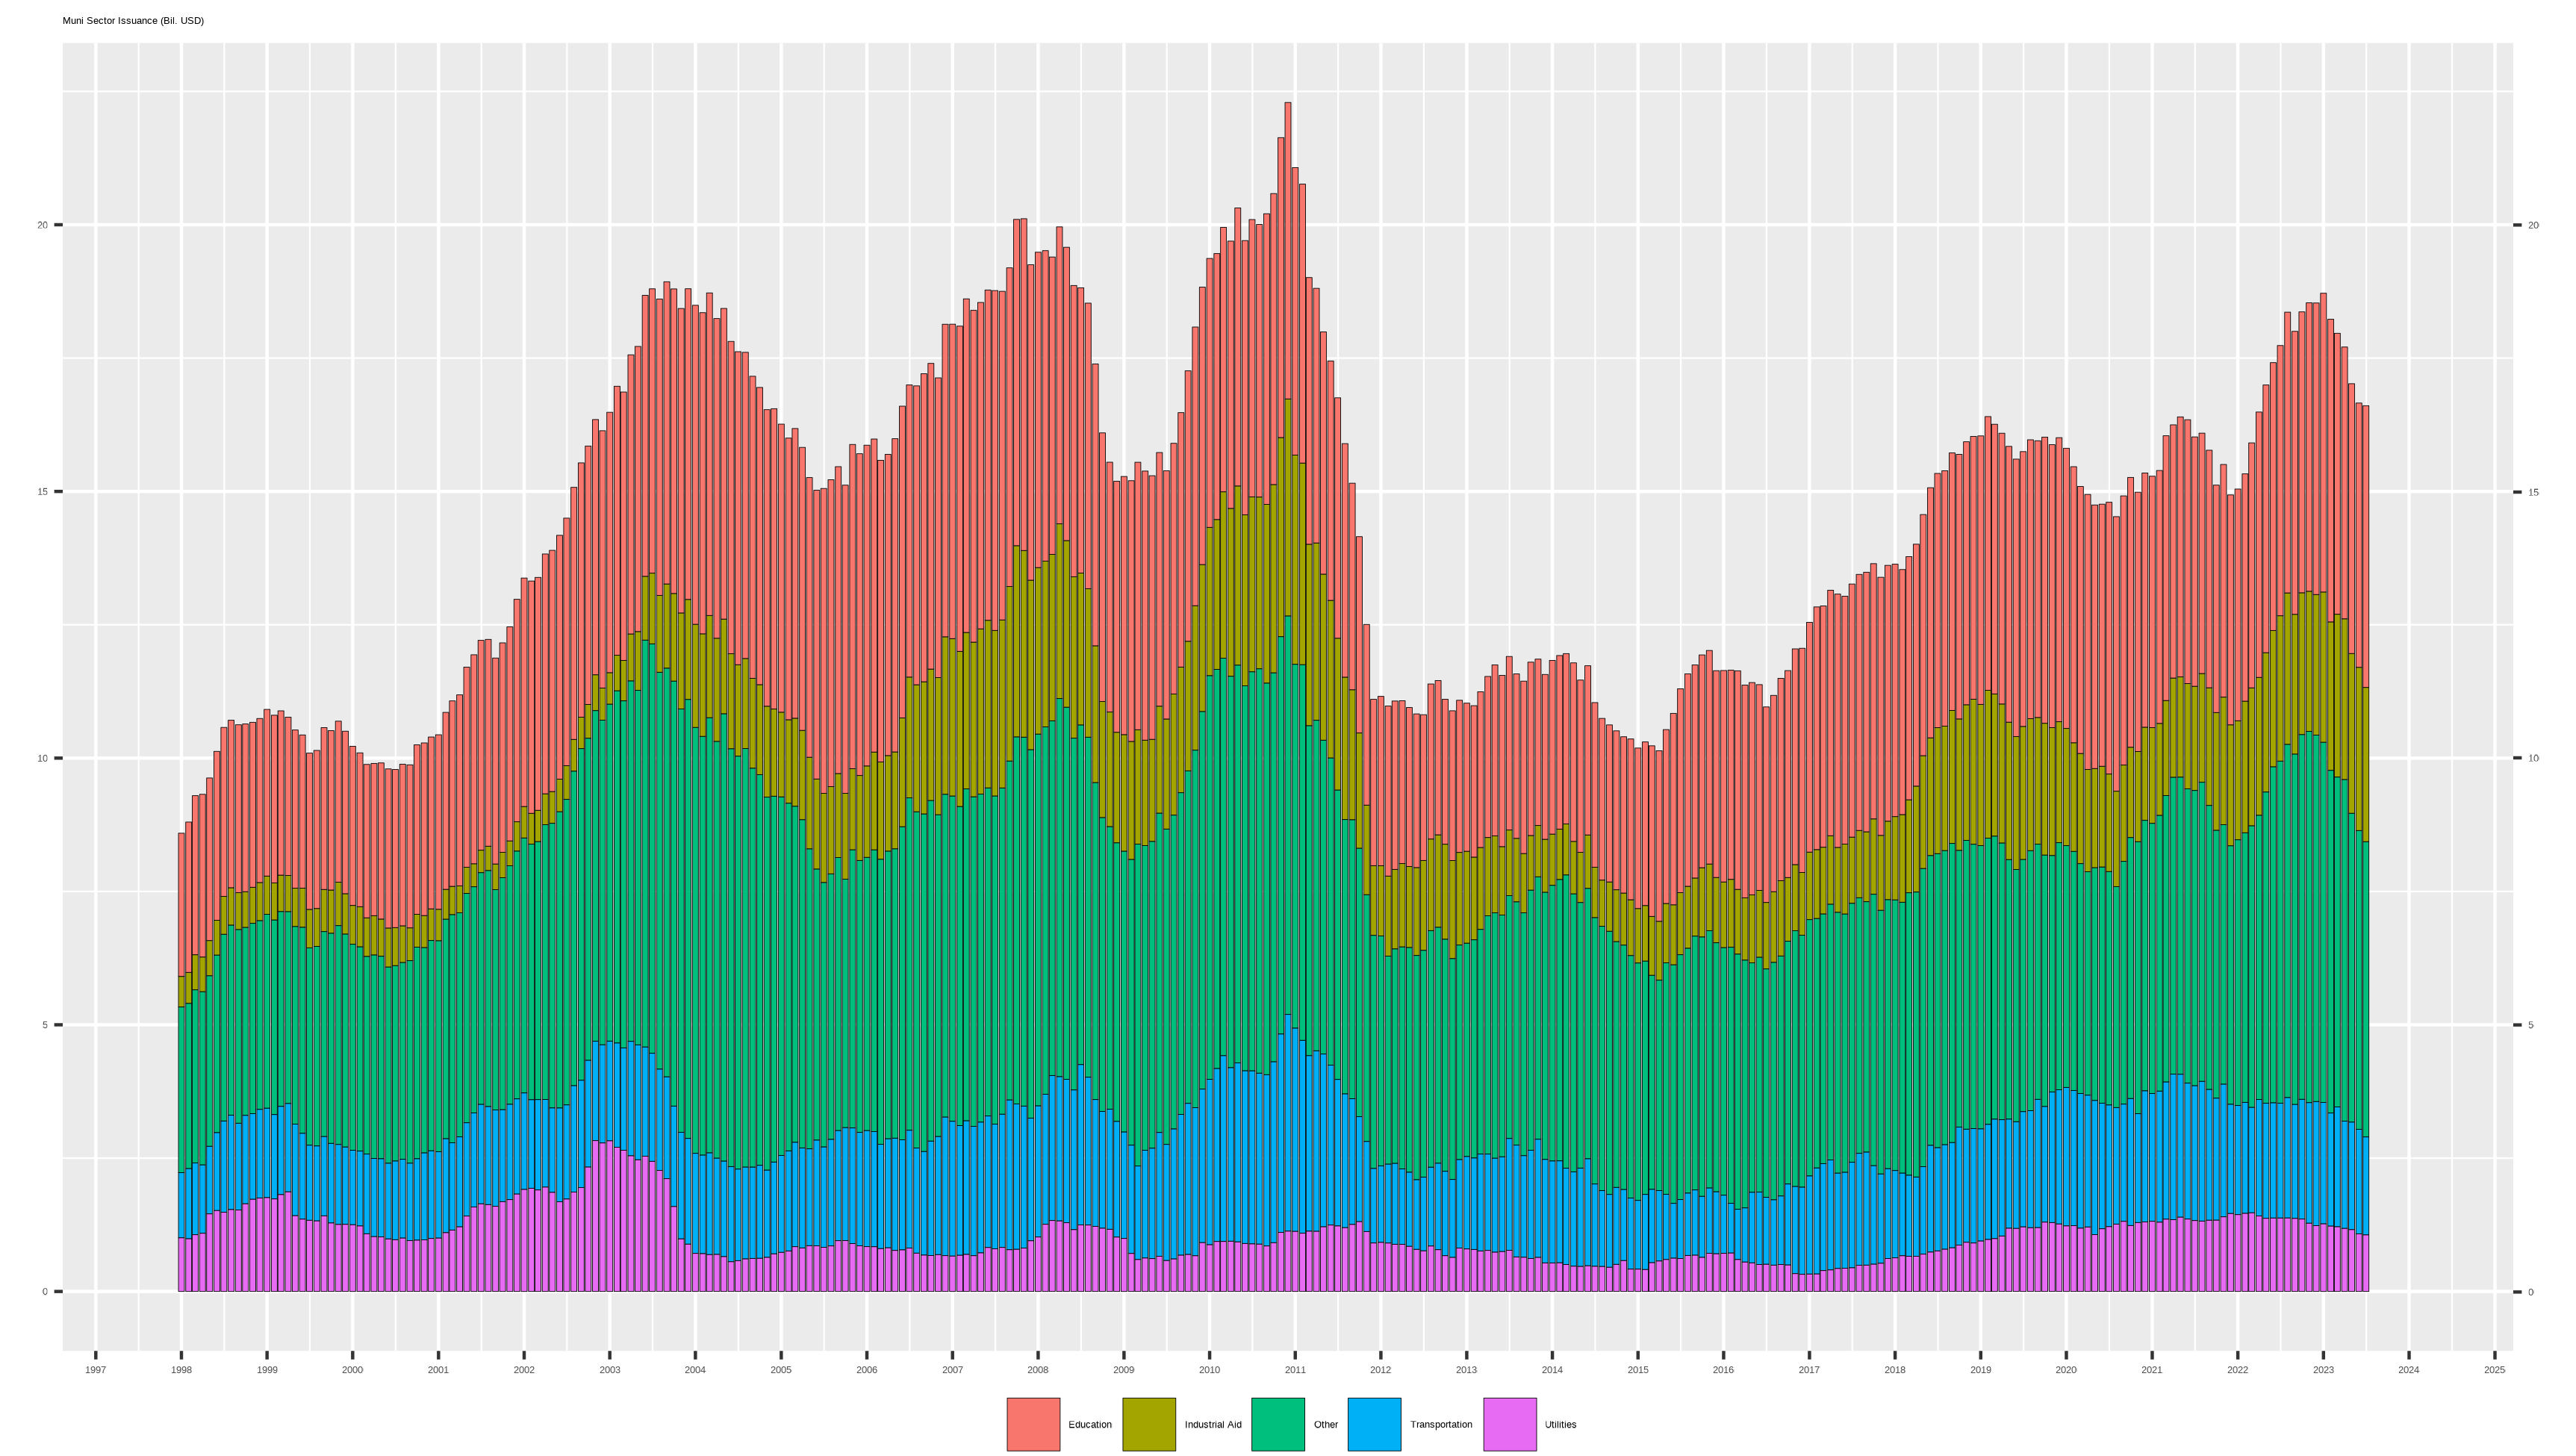 Muni Sector Issuance (Bil. USD)
20 20
15 15
10 10
5 5
0 0
1997 1998 1999 2000 2001 2002 2003 2004 2005 2006 2007 2008 2009 2010 2011 2012 2013 2014 2015 2016 2017 2018 2019 2020 2021 2022 2023 2024 2025
Education Industrial Aid Other Transportation Utilities